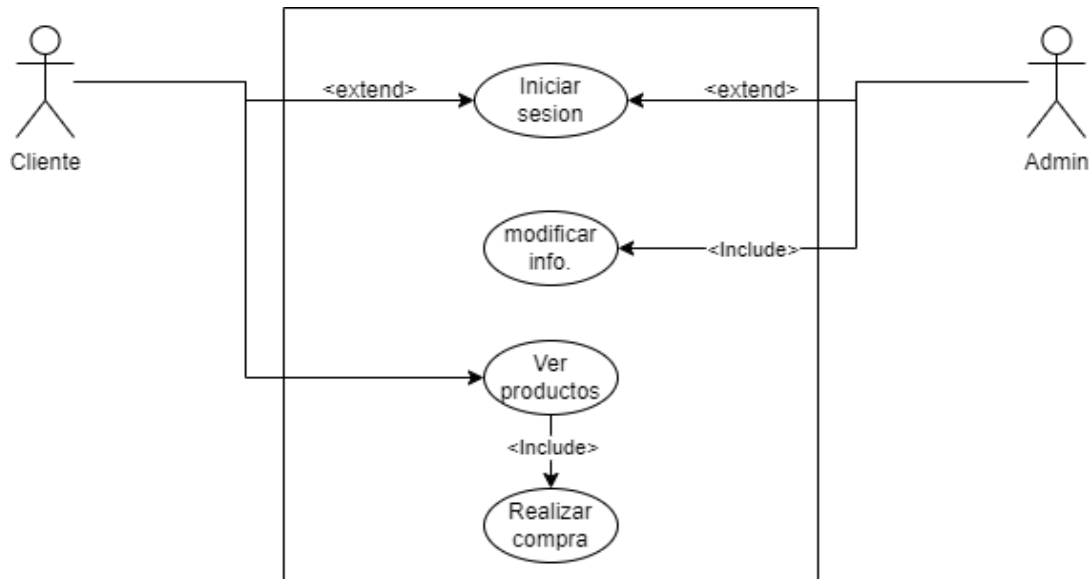 <extend>
Iniciar
sesion
<extend>
Cliente
Admin
modificar
info.
<Include>
Ver
productos
<Include>
Realizar
compra